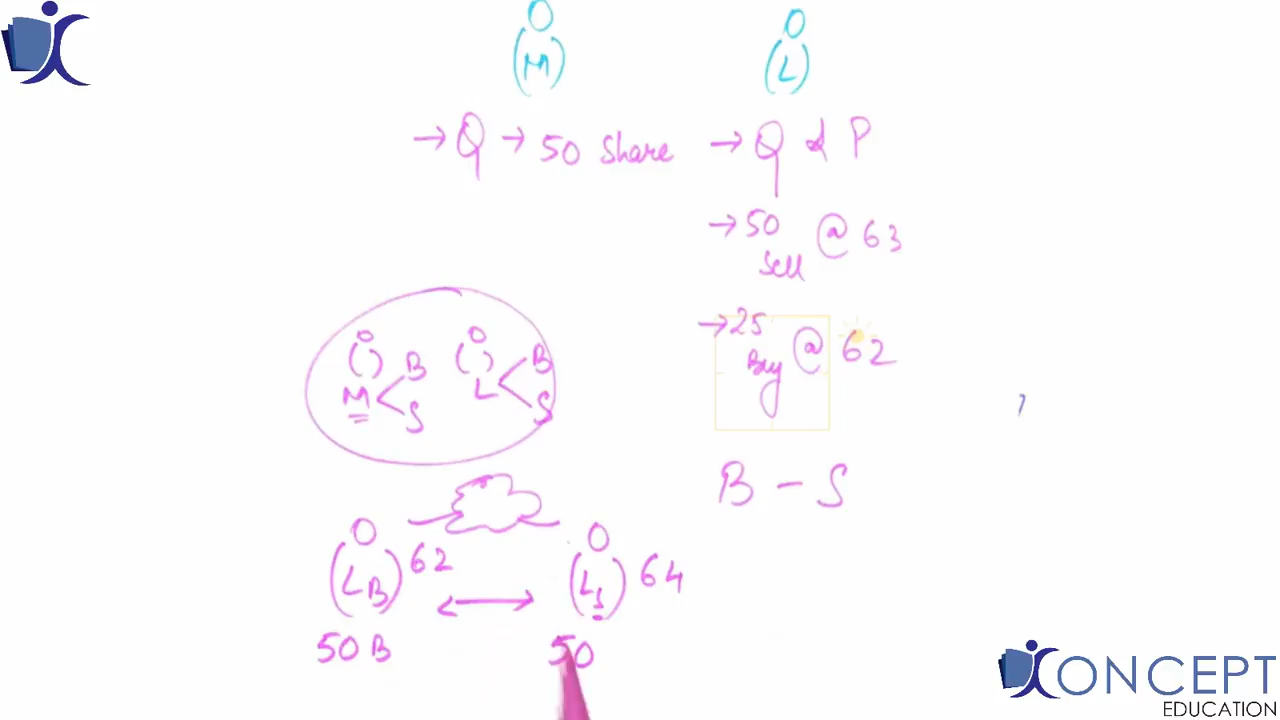 M
L
→ Q → 50 Share
→ Q & P
→ 50 @ 63
Sell
→ 25 @ 62
Buy
M < B S
L < B S
B - S
LB 62
Ls 64
50 B
50
CONCEPT
EDUCATION